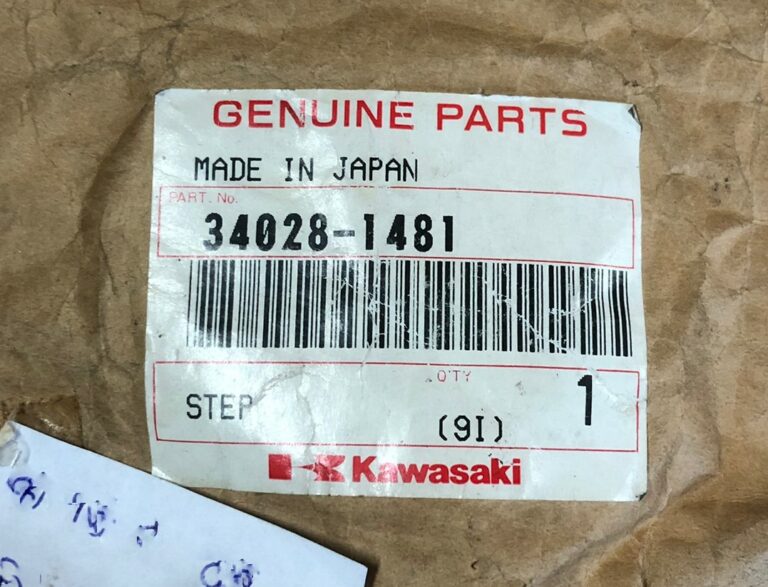 GENUINE PARTS
MADE IN JAPAN
PART. No.
34028-1481
Q'TY
STEP (9I) 1
Kawasaki